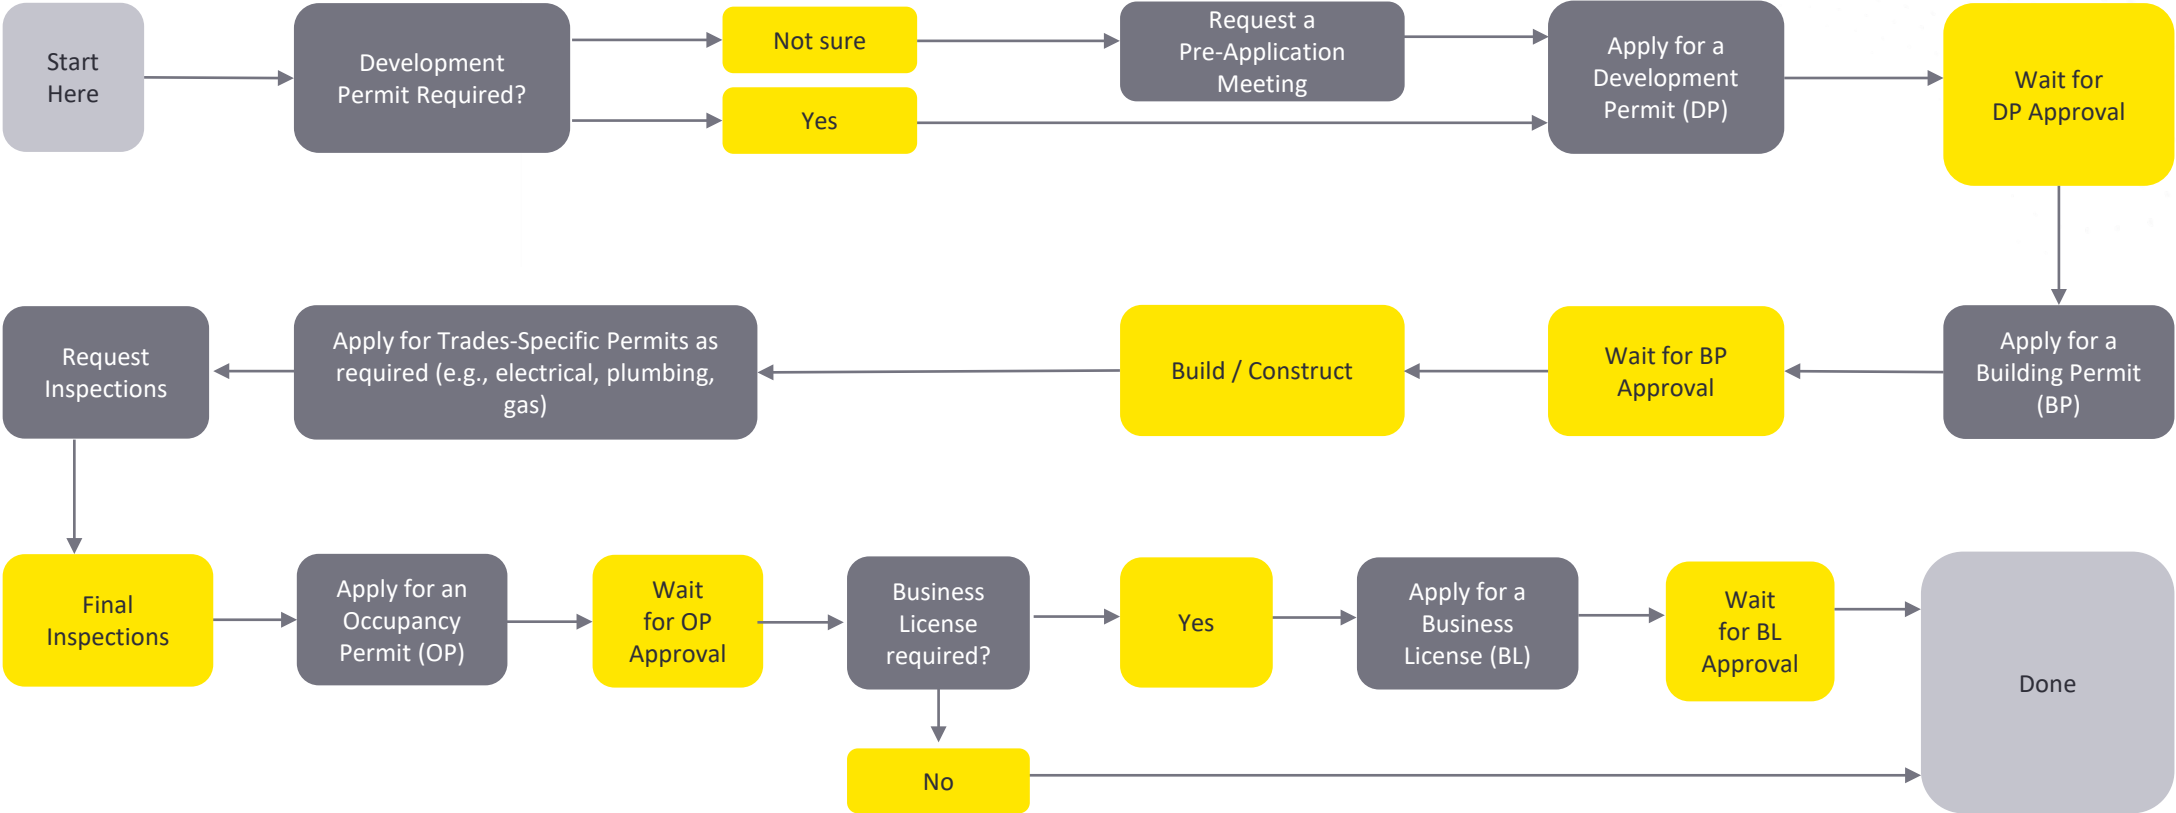 Start
Here
Development
Permit Required?
Not sure
Yes
Request a
Pre-Application
Meeting
Apply for a
Development
Permit (DP)
Wait for
DP Approval
Apply for a
Building Permit
(BP)
Wait for BP
Approval
Build / Construct
Apply for Trades-Specific Permits as
required (e.g., electrical, plumbing,
gas)
Request
Inspections
Final
Inspections
Apply for an
Occupancy
Permit (OP)
Wait
for OP
Approval
Business
License
required?
Yes
Apply for a
Business
License (BL)
Wait
for BL
Approval
No
Done